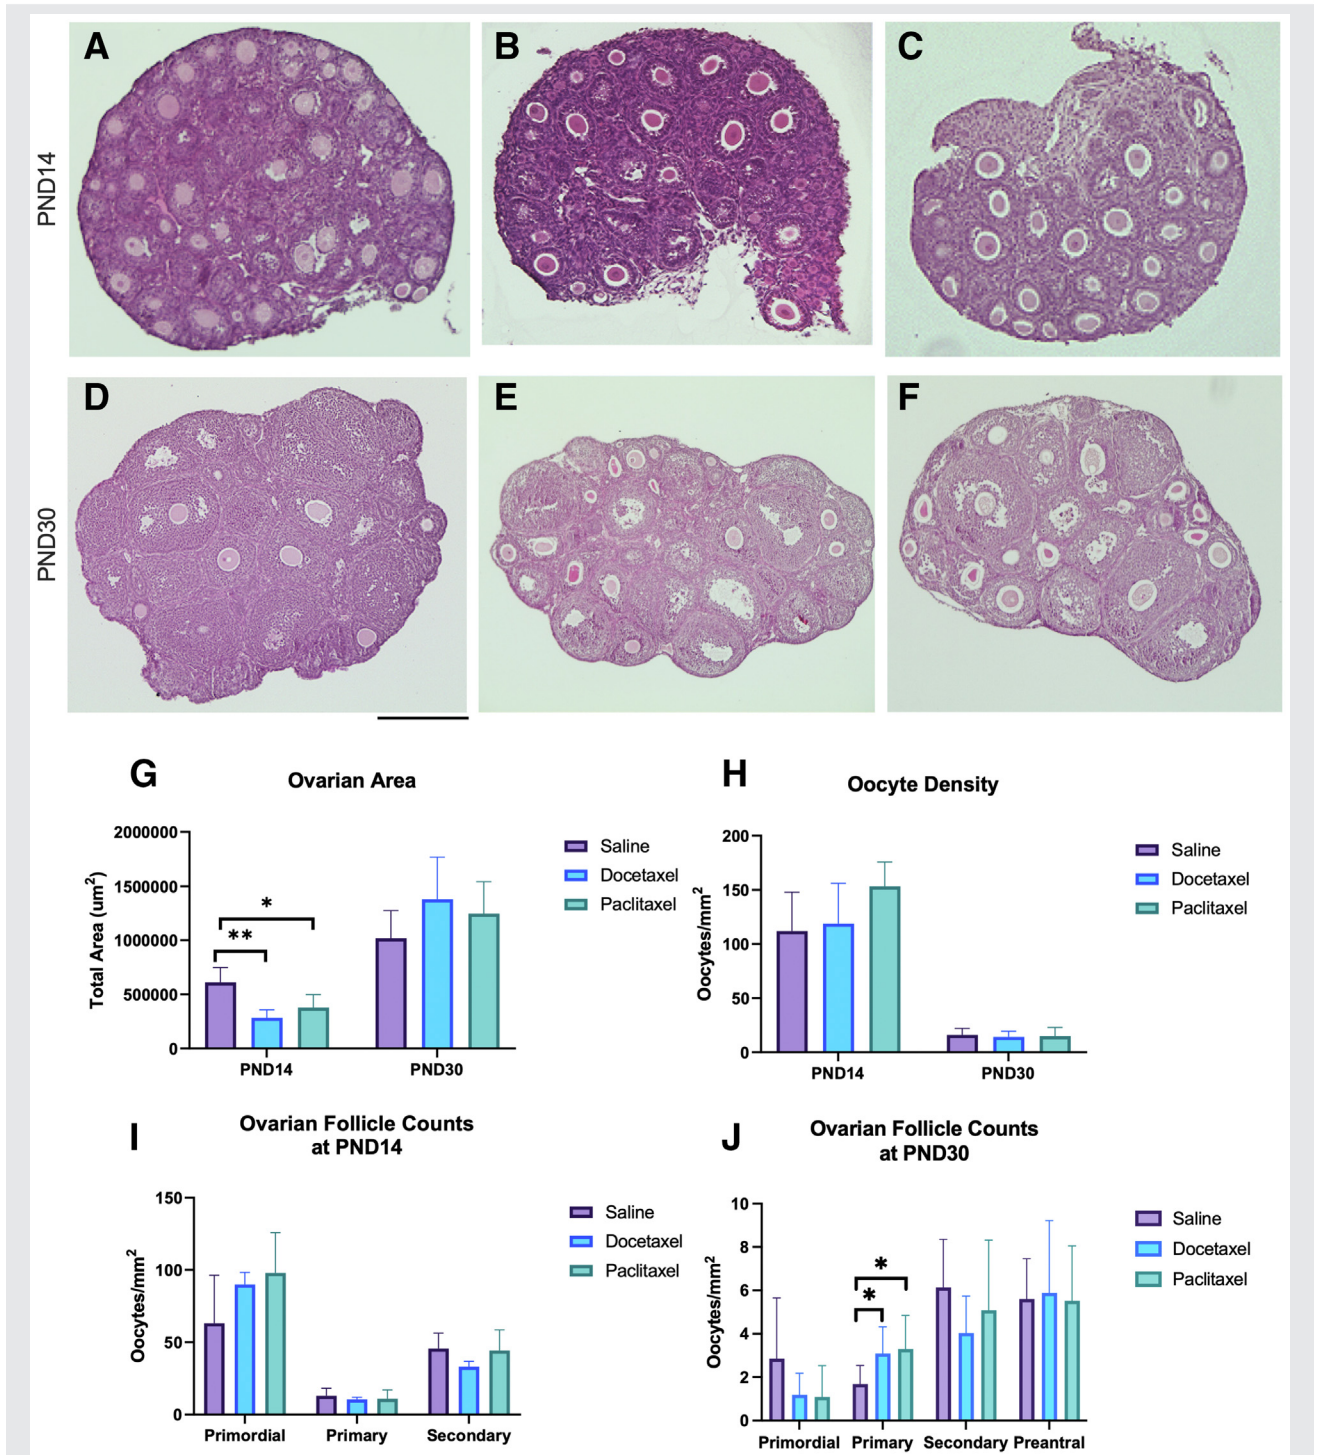 A
B
C
PND14
D
E
F
PND30
G
Ovarian Area
Total Area (um²)
2000000
1500000
1000000
500000
0
*
**
PND14
PND30
Saline
Docetaxel
Paclitaxel
H
Oocyte Density
Oocytes/mm²
200
150
100
50
0
PND14
PND30
Saline
Docetaxel
Paclitaxel
I
Ovarian Follicle Counts
at PND14
Oocytes/mm²
150
100
50
0
Primordial
Primary
Secondary
Saline
Docetaxel
Paclitaxel
J
Ovarian Follicle Counts
at PND30
Oocytes/mm²
10
8
6
4
2
0
*
*
Primordial
Primary
Secondary
Preantral
Saline
Docetaxel
Paclitaxel